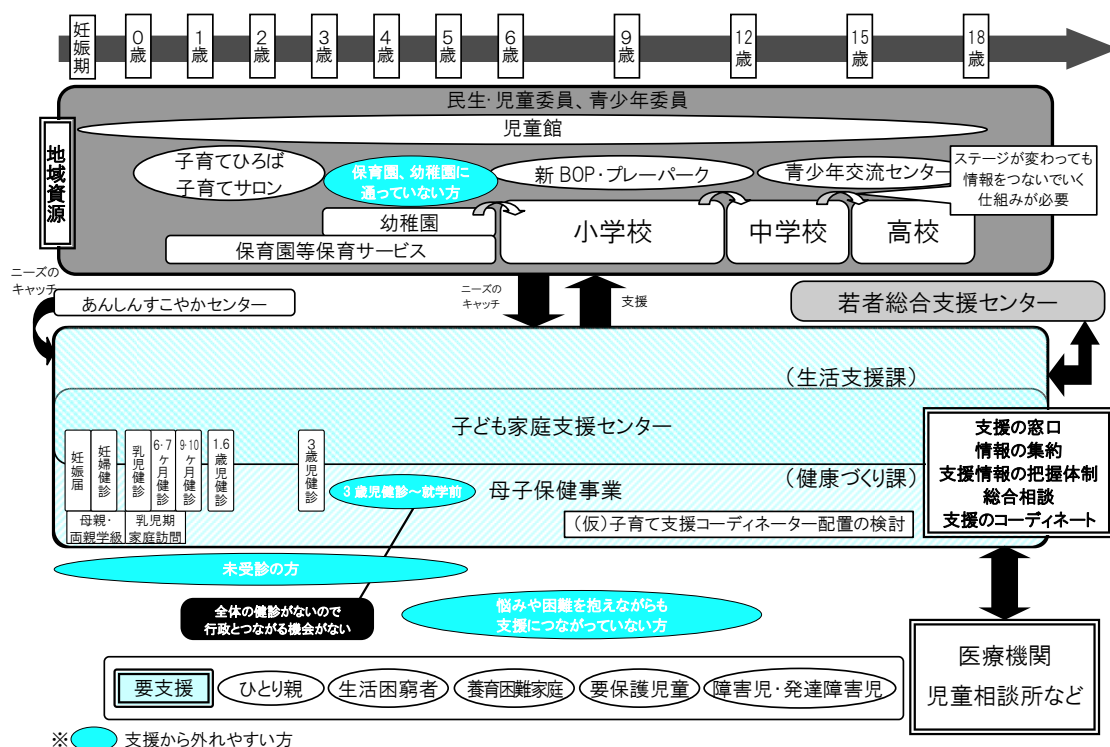 妊娠期
0歳
1歳
2歳
3歳
4歳
5歳
6歳
9歳
12歳
15歳
18歳
民生・児童委員、青少年委員
児童館
地域資源
子育てひろば
子育てサロン
保育園、幼稚園に
通っていない方
新BOP・プレーパーク
青少年交流センター
ステージが変わっても
情報をつないでいく
仕組みが必要
幼稚園
保育園等保育サービス
小学校
中学校
高校
ニーズの
キャッチ
あんしんすこやかセンター
ニーズの
キャッチ
支援
若者総合支援センター
（生活支援課）
子ども家庭支援センター
（健康づくり課）
妊娠届
妊婦健診
乳児健診
6・7ヶ月健診
9・10ヶ月健診
1.6歳児健診
3歳児健診
3歳児健診～就学前
母子保健事業
母親・
両親学級
乳児期
家庭訪問
（仮）子育て支援コーディネーター配置の検討
支援の窓口
情報の集約
支援情報の把握体制
総合相談
支援のコーディネート
未受診の方
全体の健診がないので
行政とつながる機会がない
悩みや困難を抱えながらも
支援につながっていない方
医療機関
児童相談所など
要支援
ひとり親
生活困窮者
養育困難家庭
要保護児童
障害児・発達障害児
※ 支援から外れやすい方